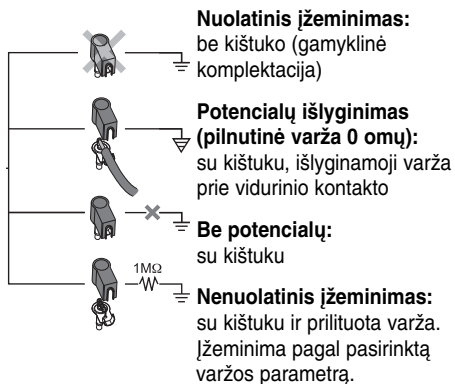 Nuolatinis įžeminimas:
be kištuko (gamyklinė
komplektacija)
Potencialų išlyginimas
(pilnutinė varža 0 omų):
su kištuku, išlyginamoji varža
prie vidurinio kontakto
Be potencialų:
su kištuku
1MΩ
Nenuolatinis įžeminimas:
su kištuku ir prilituota varža.
Įžeminima pagal pasirinktą
varžos parametrą.